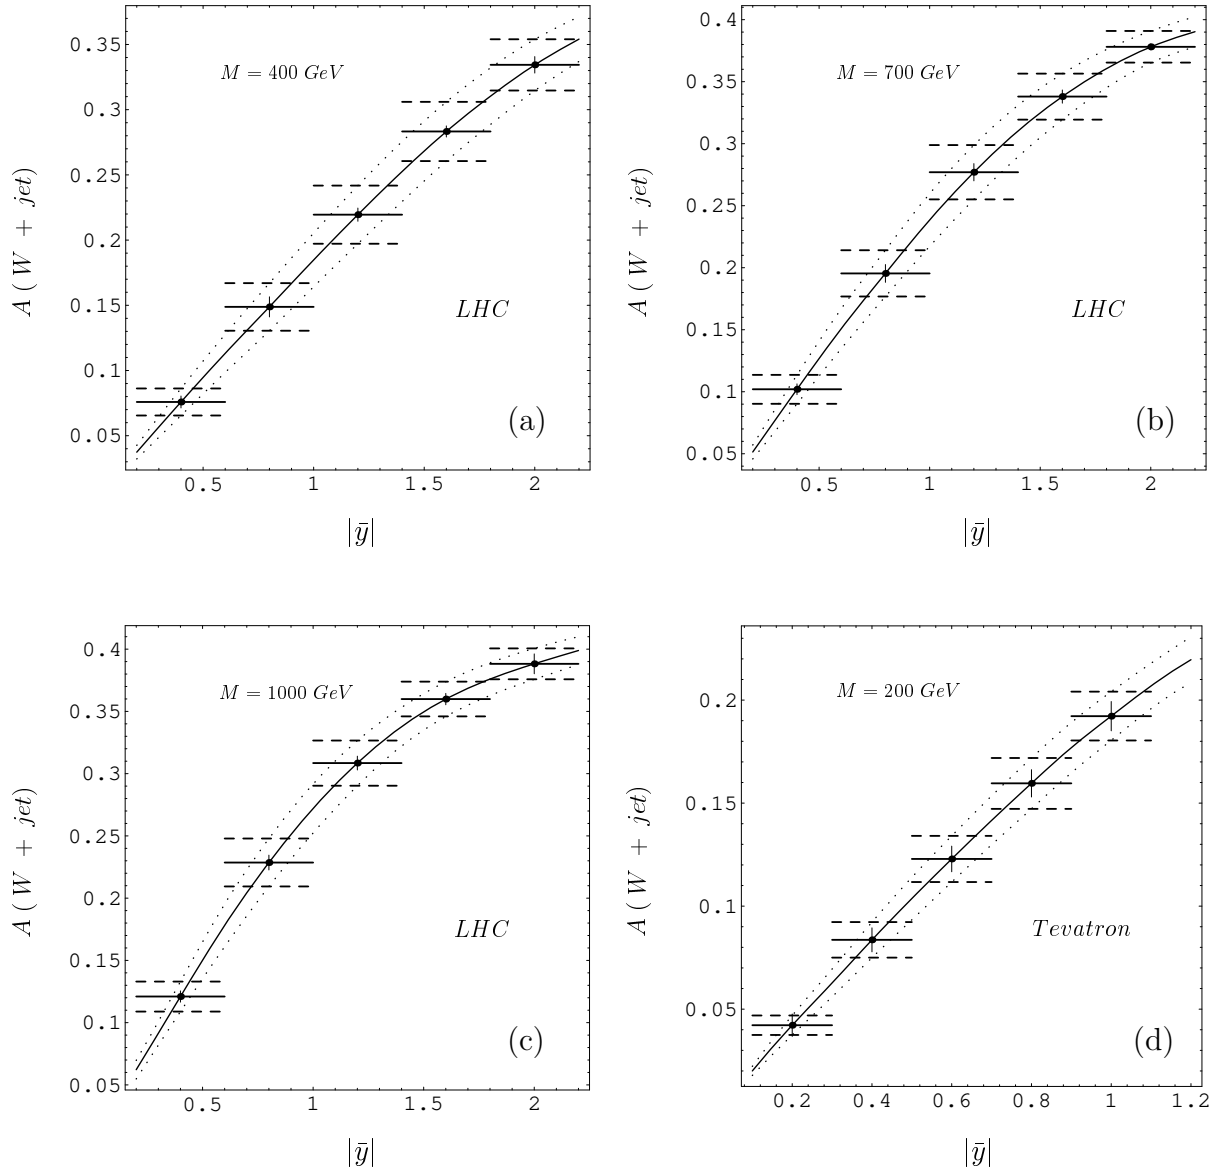 0.35
0.3
0.25
0.2
0.15
0.1
0.05
A ( W + jet)
M = 400 GeV
LHC
(a)
0.5 1 1.5 2
|ȳ|
0.4
0.35
0.3
0.25
0.2
0.15
0.1
0.05
A ( W + jet)
M = 700 GeV
LHC
(b)
0.5 1 1.5 2
|ȳ|
0.4
0.35
0.3
0.25
0.2
0.15
0.1
0.05
A ( W + jet)
M = 1000 GeV
LHC
(c)
0.5 1 1.5 2
|ȳ|
0.2
0.15
0.1
0.05
A ( W + jet)
M = 200 GeV
Tevatron
(d)
0.2 0.4 0.6 0.8 1 1.2
|ȳ|